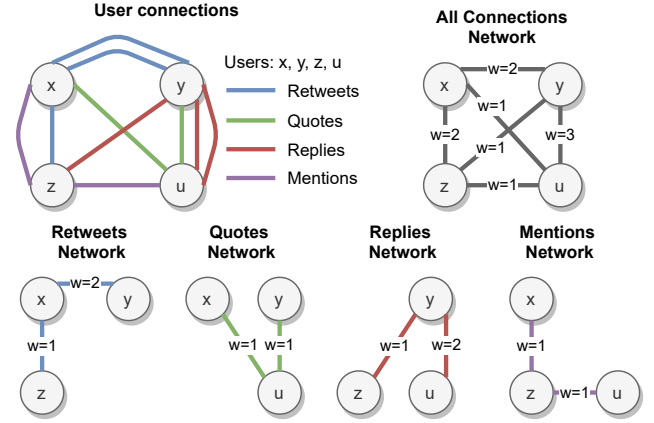 User connections
x
y
z
u
Users: x, y, z, u
Retweets
Quotes
Replies
Mentions
All Connections
Network
x
y
z
u
w=2
w=1
w=2
w=1
w=3
w=1
Retweets
Network
x
w=2
y
w=1
z
Quotes
Network
x
y
w=1
w=1
u
Replies
Network
y
w=1
w=2
z
u
Mentions
Network
x
w=1
z
w=1
u